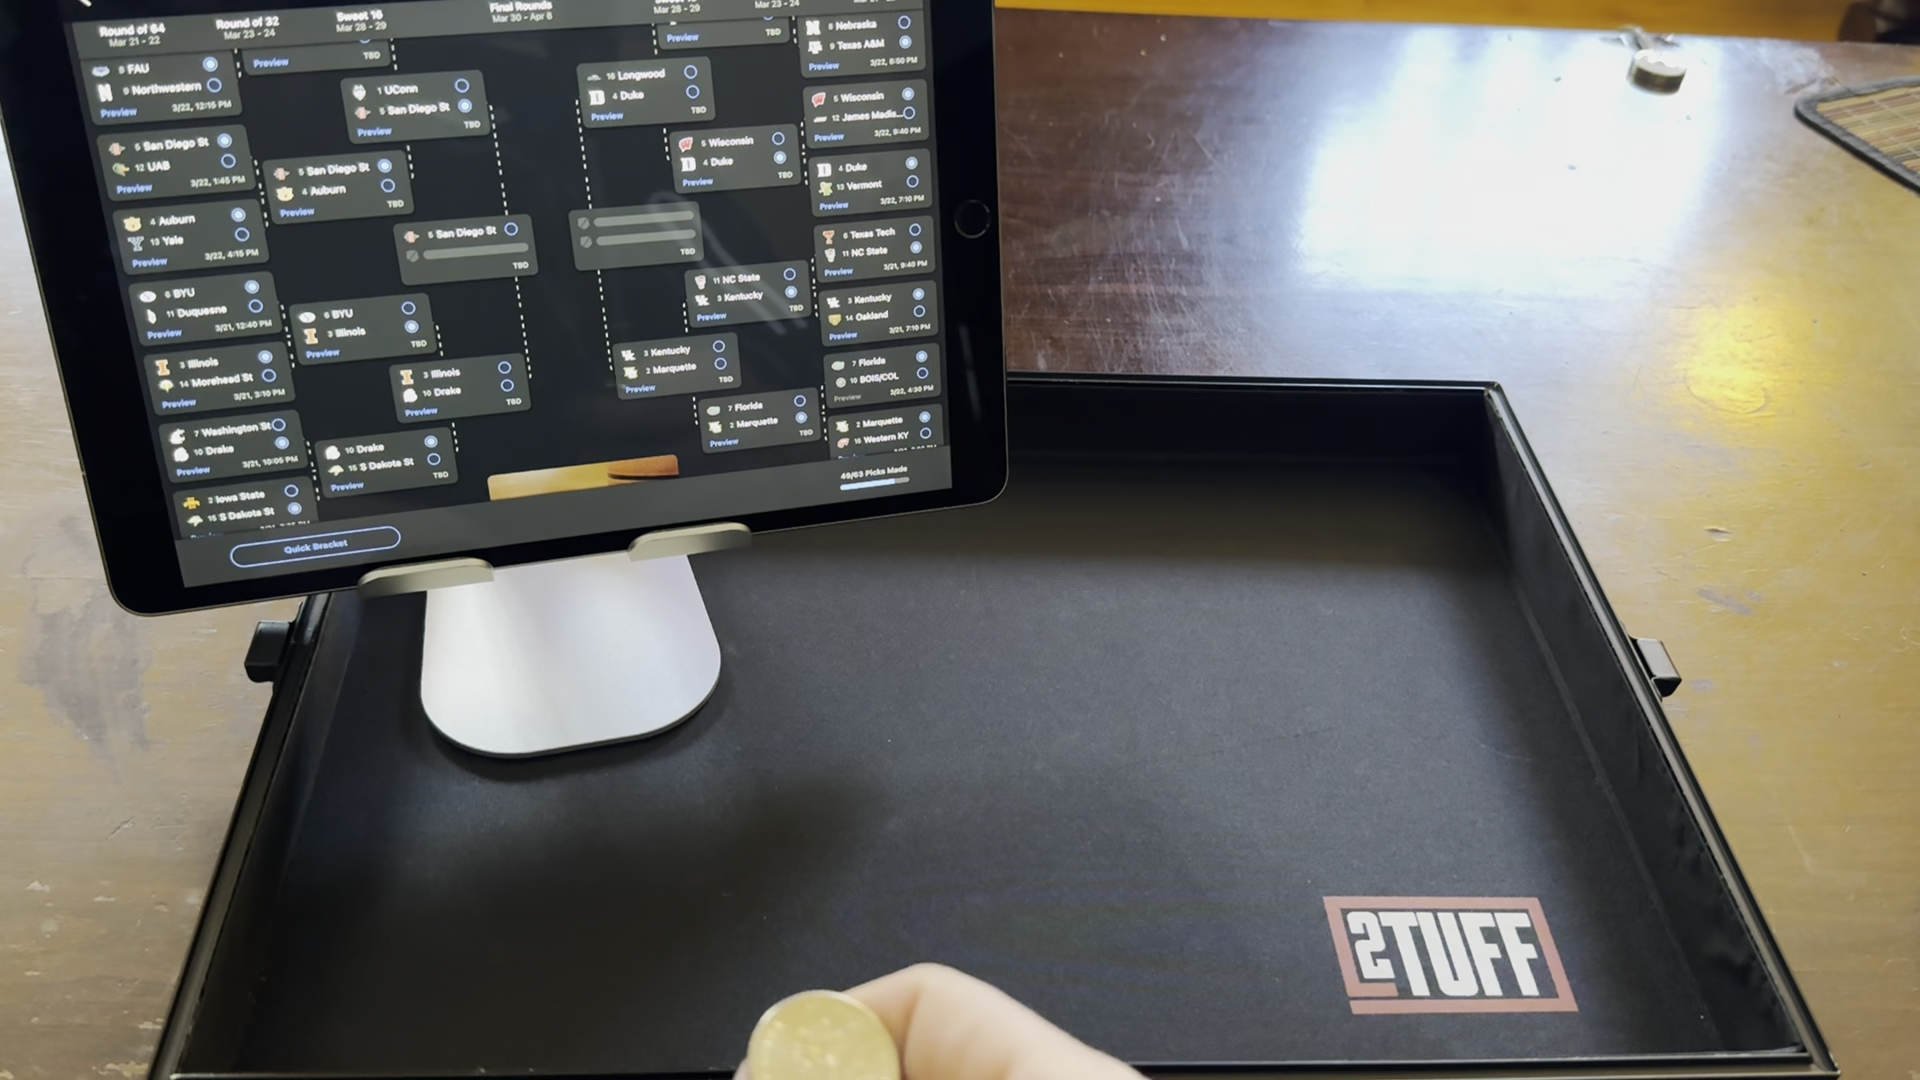 Round of 64
Mar 21 - 22
Round of 32
Mar 23 - 24
Sweet 16
Mar 28 - 29
Final Rounds
Mar 30 - Apr 8
Mar 28 - 29
Mar 23 - 24
8 FAU
9 Northwestern
Preview
3/22, 12:15 PM
5 San Diego St
12 UAB
Preview
3/22, 1:45 PM
4 Auburn
13 Yale
Preview
3/22, 4:15 PM
6 BYU
11 Duquesne
Preview
3/21, 12:40 PM
3 Illinois
14 Morehead St
Preview
3/21, 3:10 PM
7 Washington St
10 Drake
Preview
3/21, 10:05 PM
2 Iowa State
15 S Dakota St
Preview
TBD
5 San Diego St
4 Auburn
Preview
TBD
6 BYU
3 Illinois
Preview
TBD
10 Drake
15 S Dakota St
Preview
TBD
1 UConn
5 San Diego St
Preview
TBD
3 Illinois
10 Drake
Preview
TBD
5 San Diego St
TBD
TBD
16 Longwood
4 Duke
Preview
TBD
3 Kentucky
2 Marquette
Preview
TBD
Preview
TBD
5 Wisconsin
4 Duke
Preview
TBD
11 NC State
3 Kentucky
Preview
TBD
7 Florida
2 Marquette
Preview
TBD
8 Nebraska
9 Texas A&M
Preview
3/22, 6:50 PM
5 Wisconsin
12 James Madis...
Preview
3/22, 9:40 PM
4 Duke
13 Vermont
Preview
3/22, 7:10 PM
6 Texas Tech
11 NC State
Preview
3/21, 9:40 PM
3 Kentucky
14 Oakland
Preview
3/21, 7:10 PM
7 Florida
10 BOIS/COL
Preview
3/22, 4:30 PM
2 Marquette
Western KY
49/63 Picks Made
Quick Bracket
2TUFF